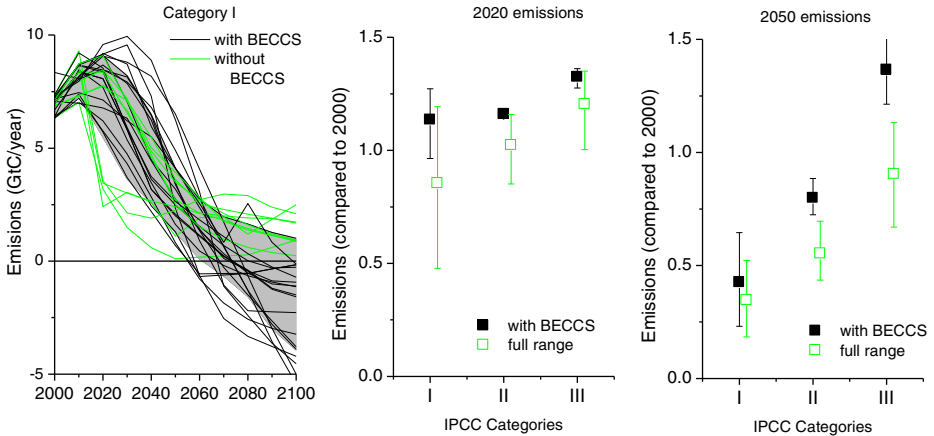 Category I
with BECCS
without
BECCS
10
5
0
-5
Emisions (GtC/year)
2000 2020 2040 2060 2080 2100
2020 emissions
1.5
1.0
0.5
0.0
Emissions (compared to 2000)
with BECCS
full range
I II III
IPCC Categories
2050 emissions
1.5
1.0
0.5
0.0
Emissions (compared to 2000)
with BECCS
full range
I II III
IPCC Categories